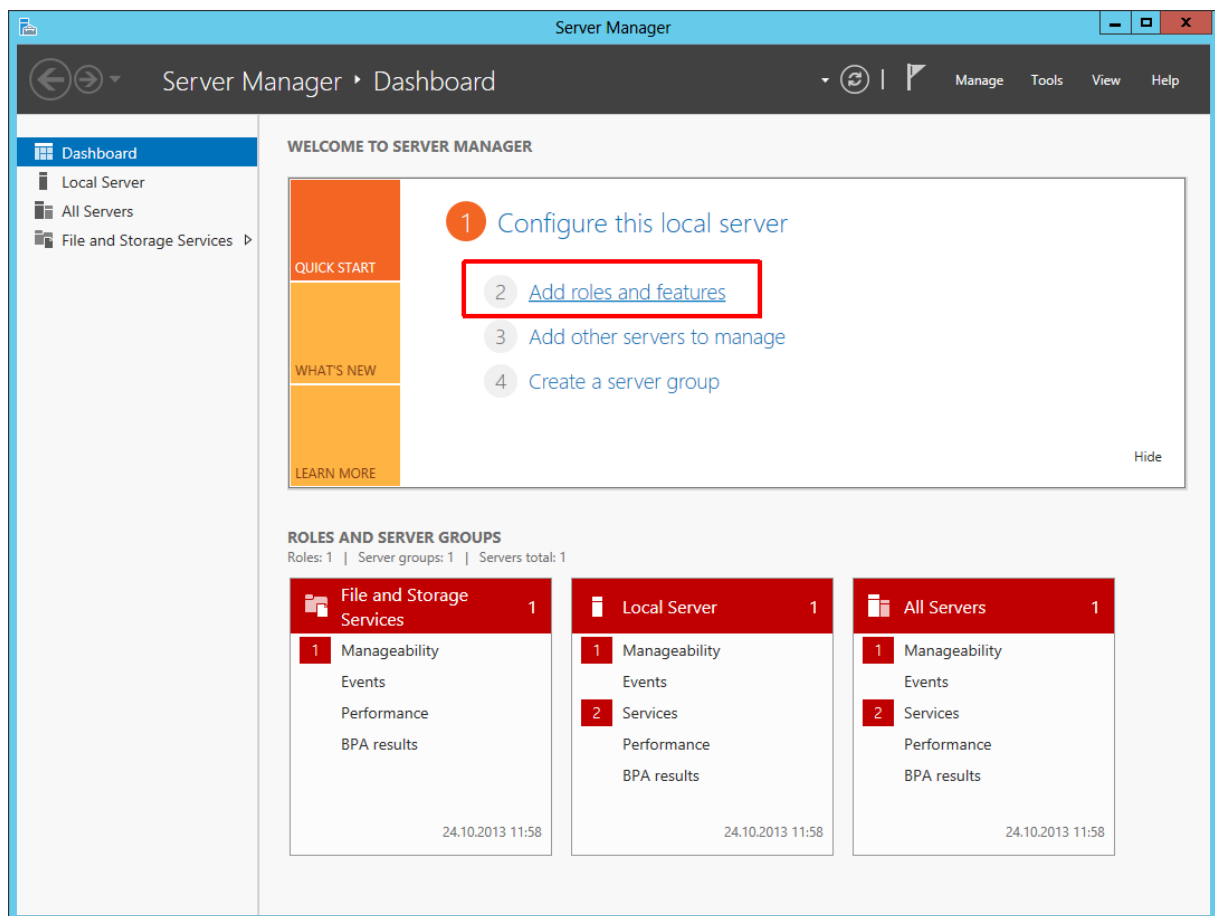 Server Manager
Server Manager ‣ Dashboard
Manage Tools View Help
Dashboard
Local Server
All Servers
File and Storage Services
WELCOME TO SERVER MANAGER
QUICK START
WHAT'S NEW
LEARN MORE
1 Configure this local server
2 Add roles and features
3 Add other servers to manage
4 Create a server group
Hide
ROLES AND SERVER GROUPS
Roles: 1 | Server groups: 1 | Servers total: 1
File and Storage
Services 1
1 Manageability
Events
Performance
BPA results
24.10.2013 11:58
Local Server 1
1 Manageability
Events
2 Services
Performance
BPA results
24.10.2013 11:58
All Servers 1
1 Manageability
Events
2 Services
Performance
BPA results
24.10.2013 11:58